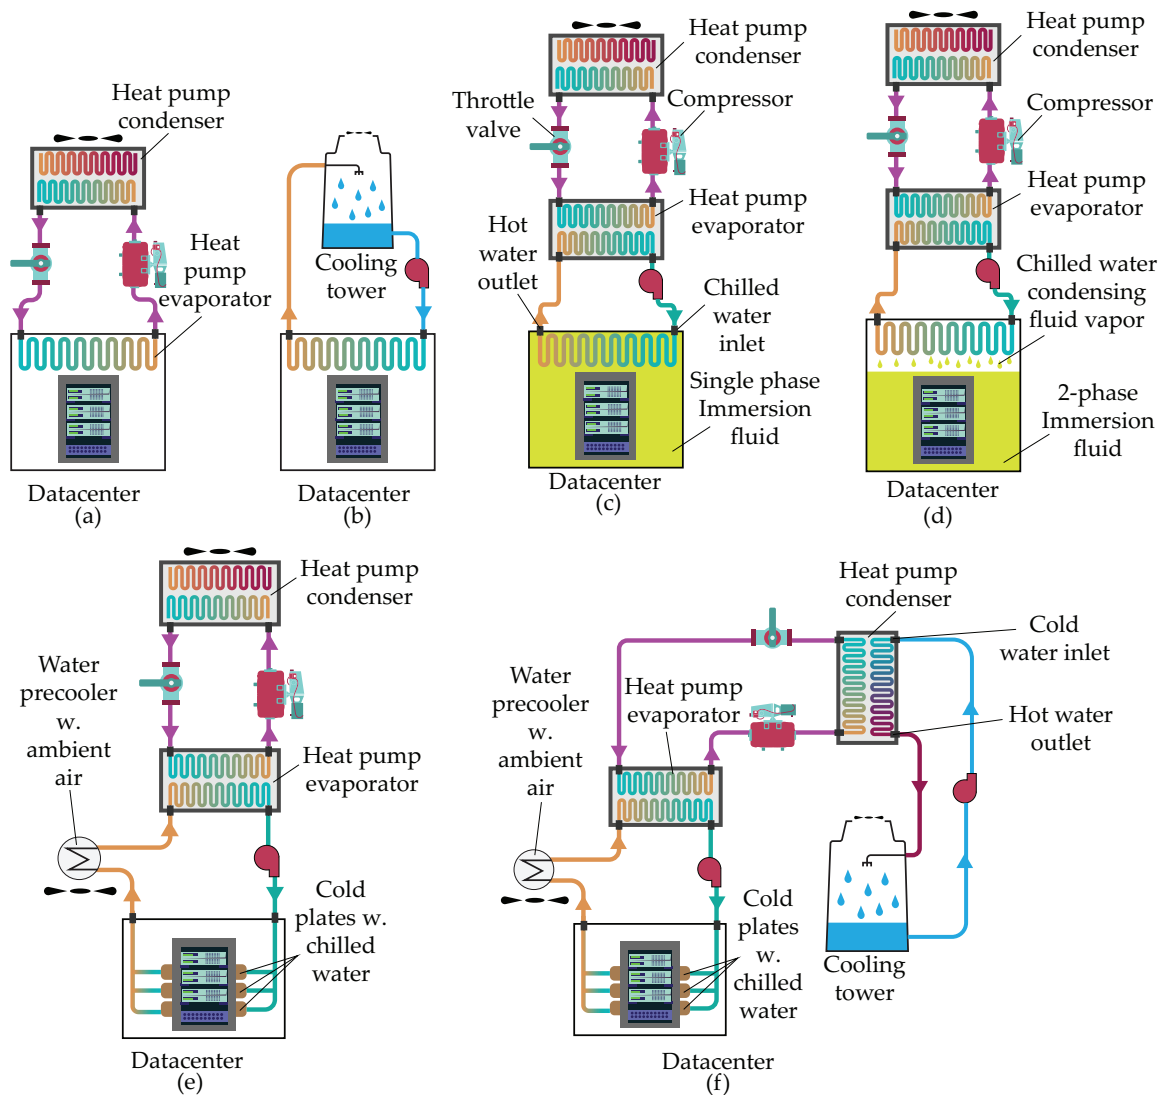 Heat pump
condenser
Heat
pump
evaporator
Datacenter
(a)
Cooling
tower
Datacenter
(b)
Heat pump
condenser
Throttle
valve
Compressor
Heat pump
evaporator
Hot
water
outlet
Chilled
water
inlet
Single phase
Immersion
fluid
Datacenter
(c)
Heat pump
condenser
Compressor
Heat pump
evaporator
Chilled water
condensing
fluid vapor
2-phase
Immersion
fluid
Datacenter
(d)
Heat pump
condenser
Water
precooler
w.
ambient
air
Heat pump
evaporator
Cold
plates w.
chilled
water
Datacenter
(e)
Heat pump
condenser
Cold
water inlet
Water
precooler
w.
ambient
air
Heat pump
evaporator
Hot water
outlet
Cold
plates
w.
chilled
water
Cooling
tower
Datacenter
(f)